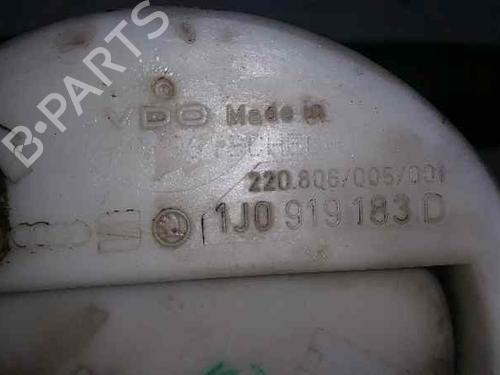 B-PARTS
VDO Made in
220.806/005/001
1J0 919 183 D